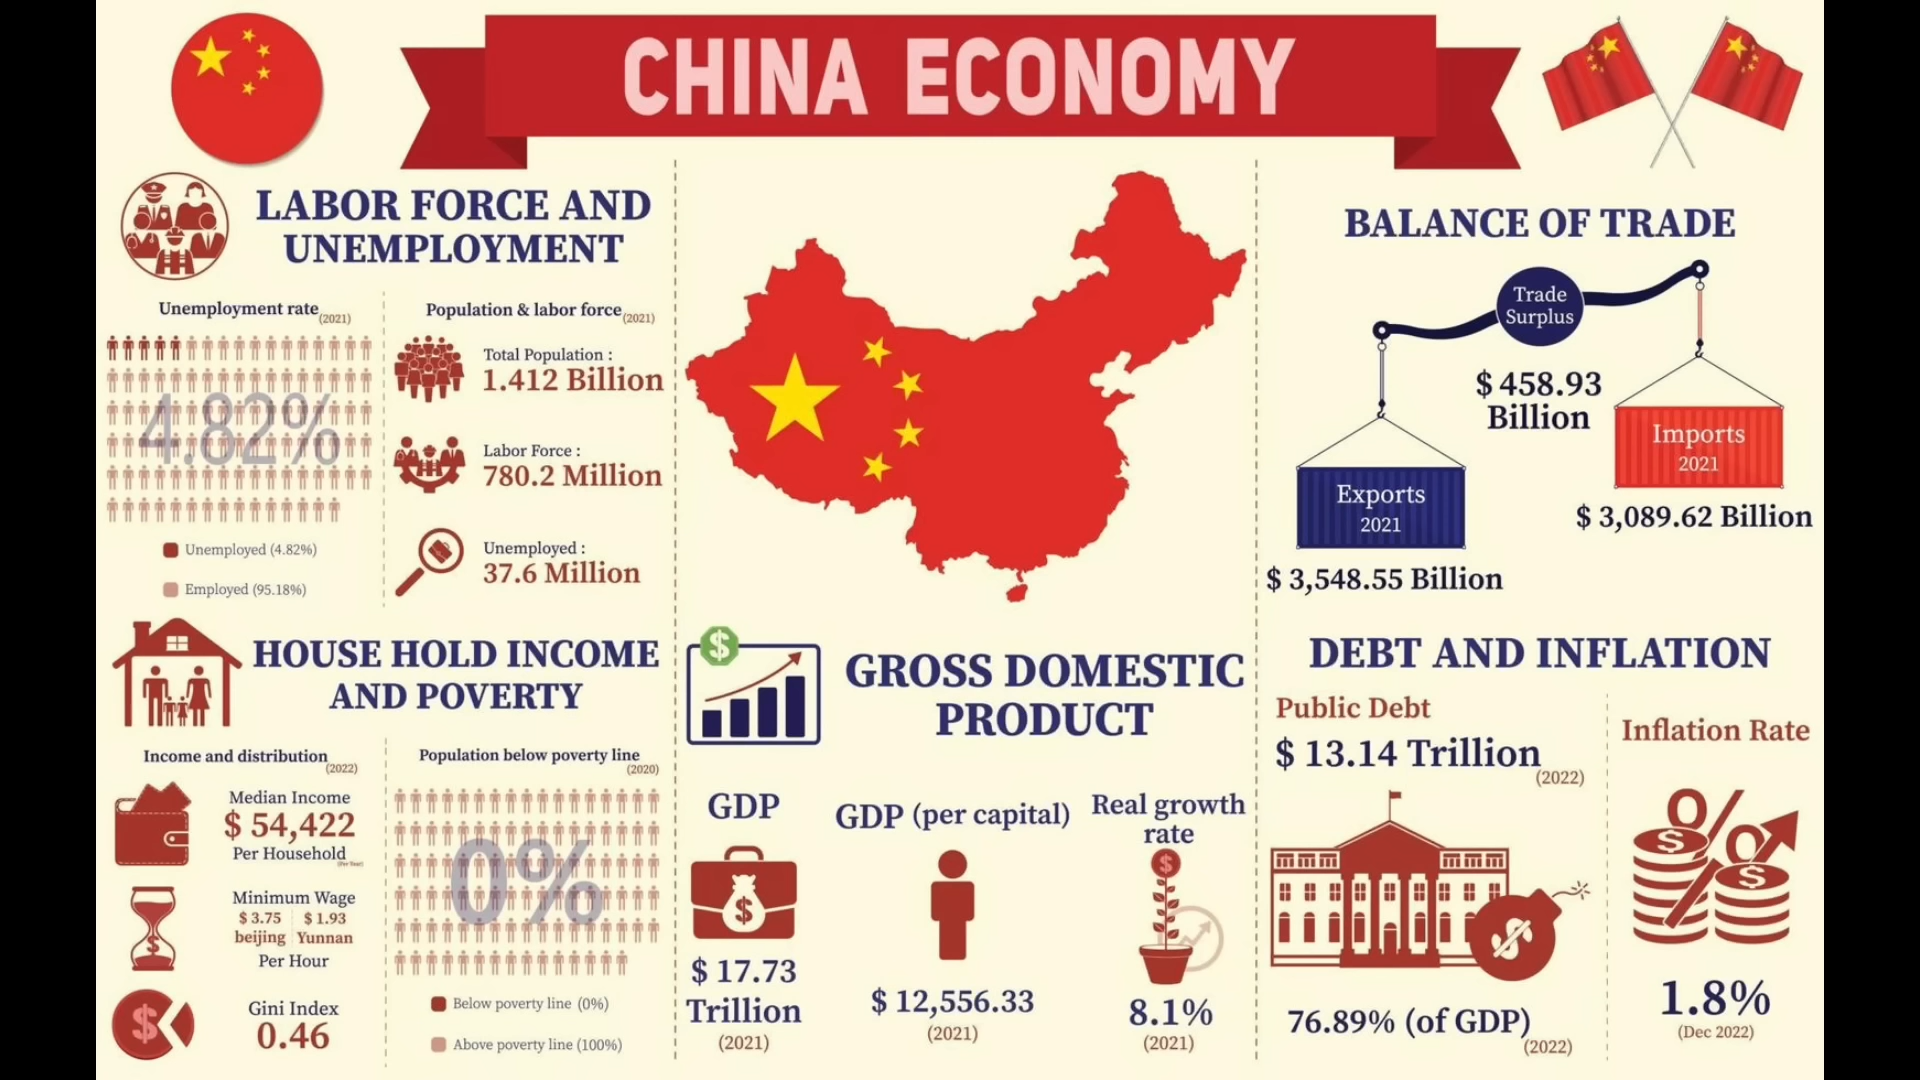 CHINA ECONOMY
LABOR FORCE AND
UNEMPLOYMENT
Unemployment rate (2021)
4.82%
Unemployed (4.82%)
Employed (95.18%)
Population & labor force (2021)
Total Population :
1.412 Billion
Labor Force :
780.2 Million
Unemployed :
37.6 Million
HOUSE HOLD INCOME
AND POVERTY
Income and distribution
(2022)
Median Income
$ 54,422
Per Household
(Per Year)
Minimum Wage
$ 3.75 $ 1.93
beijing Yunnan
Per Hour
$
Gini Index
0.46
$
Population below poverty line
(2020)
0%
Below poverty line (0%)
Above poverty line (100%)
$
GROSS DOMESTIC
PRODUCT
GDP
$
$ 17.73
Trillion
(2021)
GDP (per capital)
$ 12,556.33
(2021)
Real growth
rate
$
8.1%
(2021)
BALANCE OF TRADE
Trade
Surplus
$ 458.93
Billion
Exports
2021
$ 3,548.55 Billion
Imports
2021
$ 3,089.62 Billion
DEBT AND INFLATION
Public Debt
$ 13.14 Trillion
(2022)
$
76.89% (of GDP)
(2022)
Inflation Rate
%
$
$
1.8%
(Dec 2022)